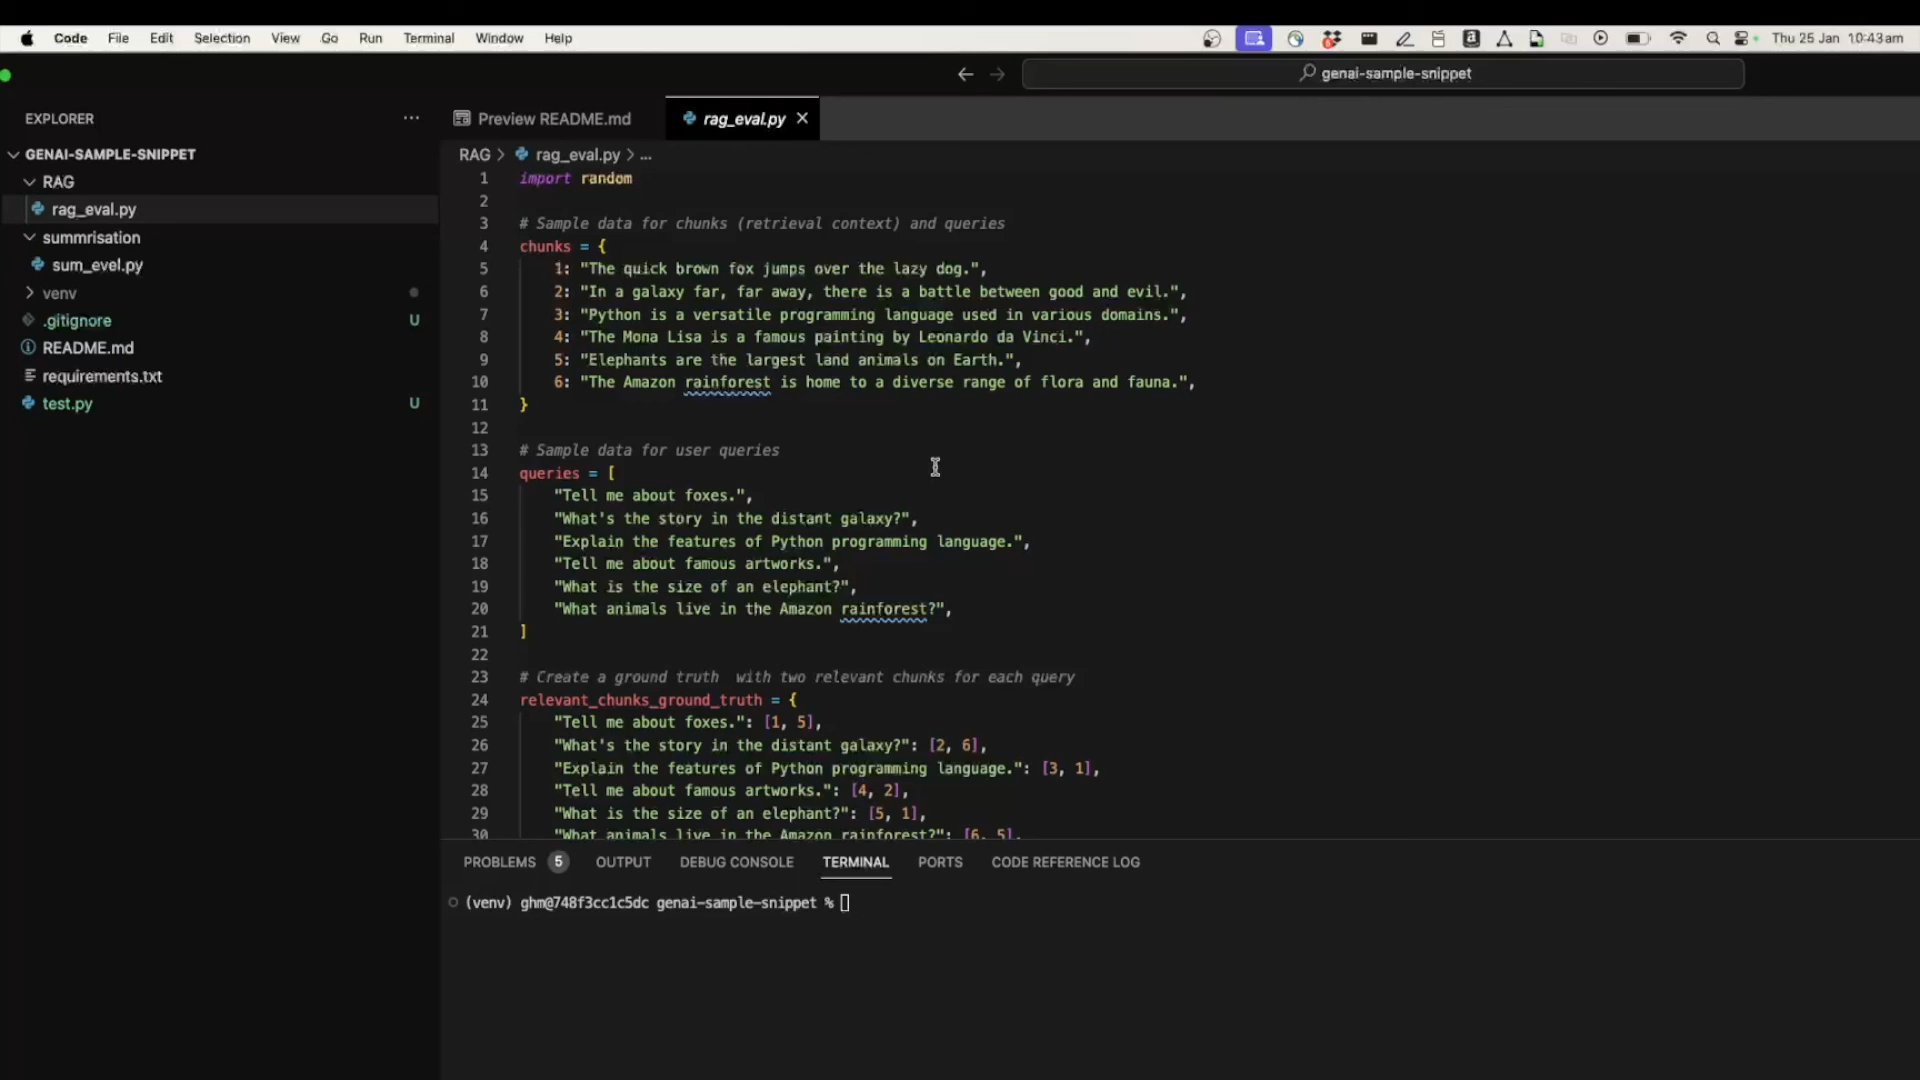 Code File Edit Selection View Go Run Terminal Window Help Thu 25 Jan 10:43am
genai-sample-snippet
EXPLORER
GENAI-SAMPLE-SNIPPET
RAG
rag_eval.py
summrisation
sum_evel.py
venv
.gitignore U
README.md
requirements.txt
test.py U
Preview README.md rag_eval.py
RAG > rag_eval.py > ...
1 import random
2
3 # Sample data for chunks (retrieval context) and queries
4 chunks = {
5 1: "The quick brown fox jumps over the lazy dog.",
6 2: "In a galaxy far, far away, there is a battle between good and evil.",
7 3: "Python is a versatile programming language used in various domains.",
8 4: "The Mona Lisa is a famous painting by Leonardo da Vinci.",
9 5: "Elephants are the largest land animals on Earth.",
10 6: "The Amazon rainforest is home to a diverse range of flora and fauna.",
11 }
12
13 # Sample data for user queries
14 queries = [
15 "Tell me about foxes.",
16 "What's the story in the distant galaxy?",
17 "Explain the features of Python programming language.",
18 "Tell me about famous artworks.",
19 "What is the size of an elephant?",
20 "What animals live in the Amazon rainforest?",
21 ]
22
23 # Create a ground truth  with two relevant chunks for each query
24 relevant_chunks_ground_truth = {
25 "Tell me about foxes.": [1, 5],
26 "What's the story in the distant galaxy?": [2, 6],
27 "Explain the features of Python programming language.": [3, 1],
28 "Tell me about famous artworks.": [4, 2],
29 "What is the size of an elephant?": [5, 1],
30 "What animals live in the Amazon rainforest?": [6, 5],
PROBLEMS 5 OUTPUT DEBUG CONSOLE TERMINAL PORTS CODE REFERENCE LOG
(venv) ghm@748f3cc1c5dc genai-sample-snippet %